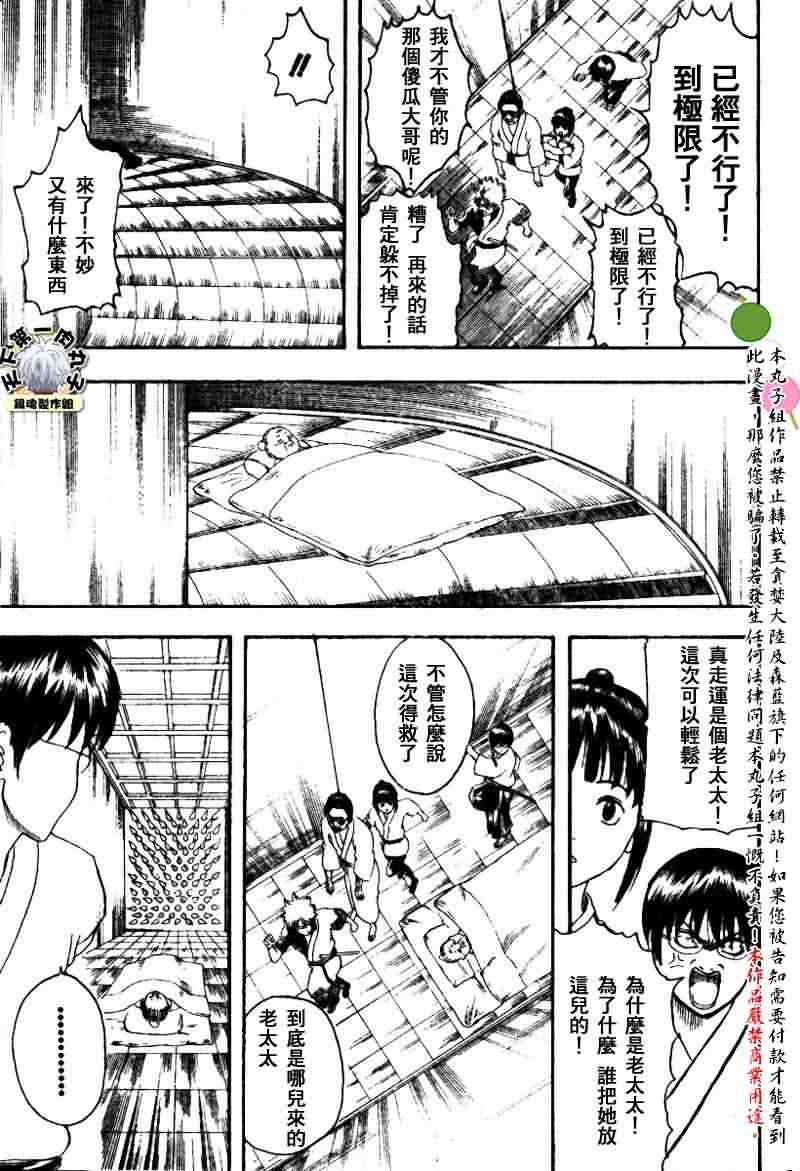 已經不行了！
到極限了！
我才不管你的
那個傻瓜大哥呢！
已經不行了！
到極限了！
糟了 再來的話
肯定躲不掉了！
!!
來了！不妙
又有什麼東西
天下第一肉丸子
銀魂製作組
真走運是個老太太！
這次可以輕鬆了
為什麼是老太太！
為了什麼 誰把她放
這兒的！
不管怎麼說
這次得救了
到底是哪兒來的
老太太
………
本丸子組作品禁止轉載至貪婪大陸及森藍旗下的任何網站！如果您被告知需要付款才能看到
此漫畫，那麼您被騙了。若發生任何法律問題本丸子組一慨不負責！本作品嚴禁商業用途。